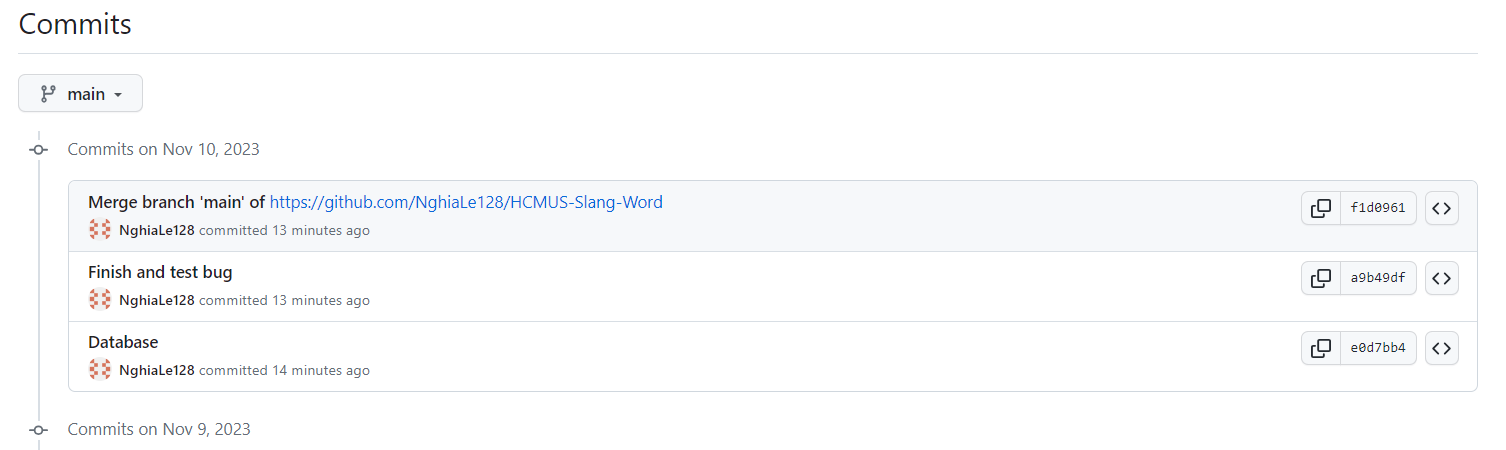 Commits
main
Commits on Nov 10, 2023
Merge branch 'main' of https://github.com/NghiaLe128/HCMUS-Slang-Word
NghiaLe128 committed 13 minutes ago
f1d0961
Finish and test bug
NghiaLe128 committed 13 minutes ago
a9b49df
Database
NghiaLe128 committed 14 minutes ago
e0d7bb4
Commits on Nov 9, 2023